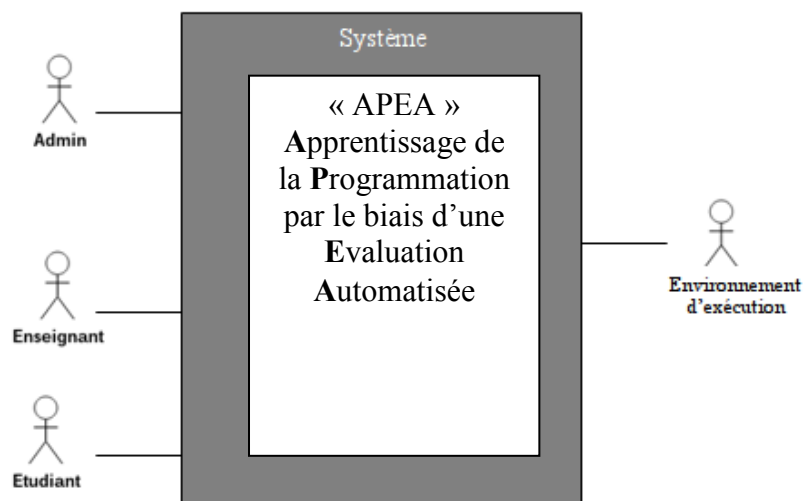 Système
« APEA »
Apprentissage de
la Programmation
par le biais d’une
Evaluation
Automatisée
Admin
Enseignant
Etudiant
Environnement
d’exécution